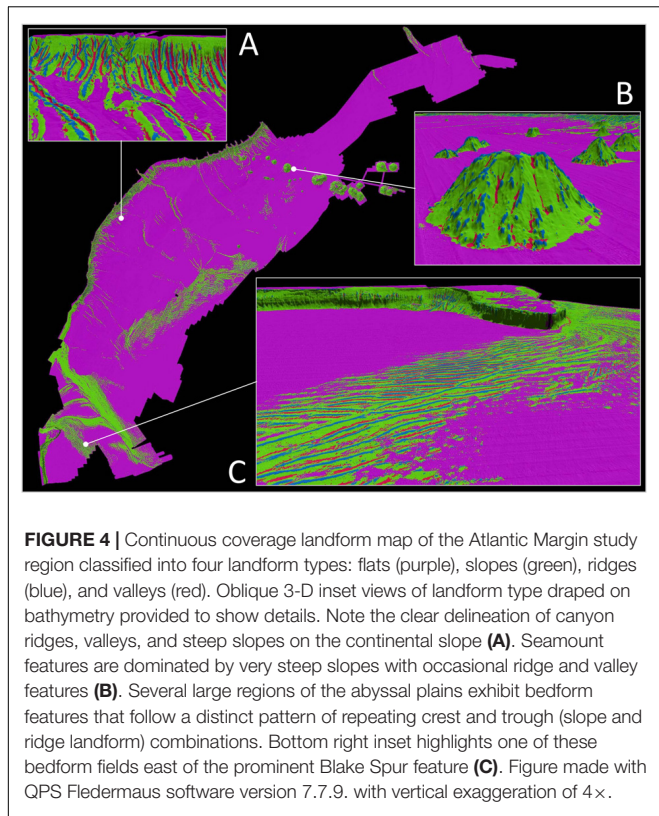 A
B
C
FIGURE 4 | Continuous coverage landform map of the Atlantic Margin study
region classified into four landform types: flats (purple), slopes (green), ridges
(blue), and valleys (red). Oblique 3-D inset views of landform type draped on
bathymetry provided to show details. Note the clear delineation of canyon
ridges, valleys, and steep slopes on the continental slope (A). Seamount
features are dominated by very steep slopes with occasional ridge and valley
features (B). Several large regions of the abyssal plains exhibit bedform
features that follow a distinct pattern of repeating crest and trough (slope and
ridge landform) combinations. Bottom right inset highlights one of these
bedform fields east of the prominent Blake Spur feature (C). Figure made with
QPS Fledermaus software version 7.7.9. with vertical exaggeration of 4×.